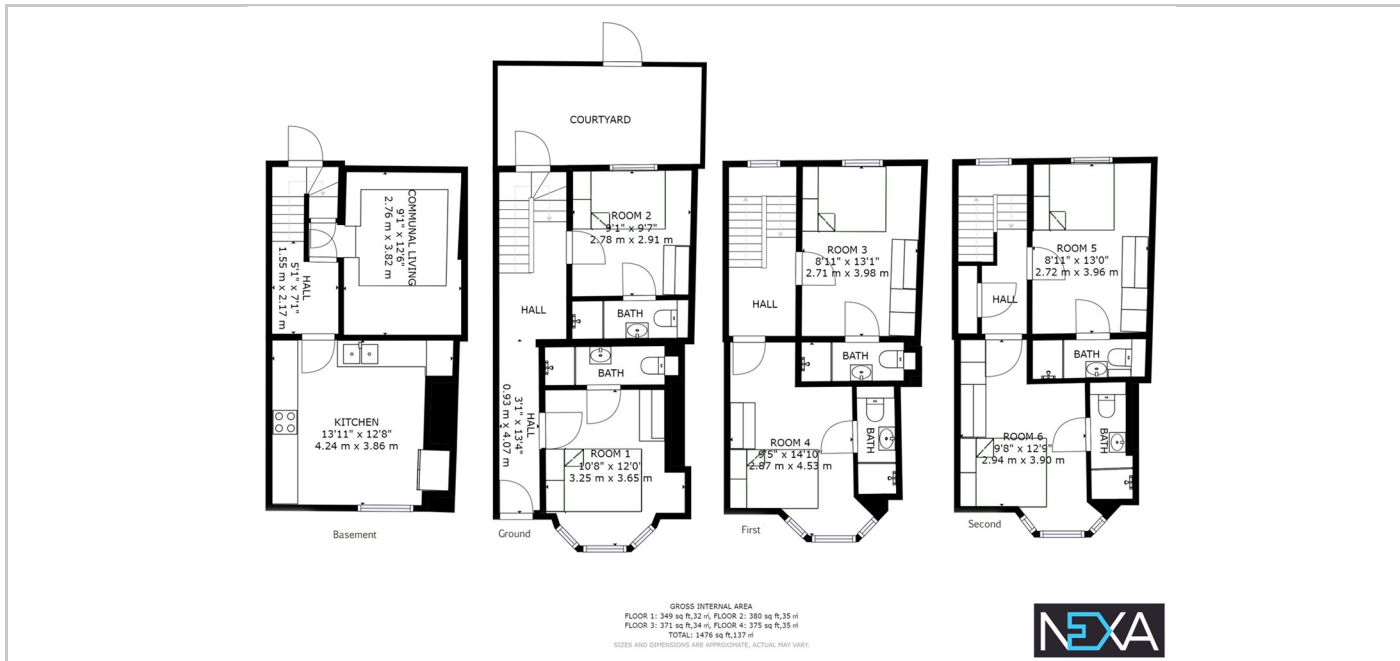 COMMUNAL LIVING
9'1" x 12'6"
2.76 m x 3.82 m
HALL
5'1" x 7'1"
1.55 m x 2.17 m
KITCHEN
13'11" x 12'8"
4.24 m x 3.86 m
Basement
COURTYARD
ROOM 2
9'1" x 9'7"
2.78 m x 2.91 m
HALL
BATH
BATH
HALL
3'1" x 13'4"
0.93 m x 4.07 m
ROOM 1
10'8" x 12'0"
3.25 m x 3.65 m
Ground
ROOM 3
8'11" x 13'1"
2.71 m x 3.98 m
HALL
BATH
BATH
ROOM 4
9'5" x 14'10"
2.87 m x 4.53 m
First
ROOM 5
8'11" x 13'0"
2.72 m x 3.96 m
HALL
BATH
BATH
ROOM 6
9'8" x 12'9"
2.94 m x 3.90 m
Second
GROSS INTERNAL AREA
FLOOR 1: 349 sq ft,32 ㎡, FLOOR 2: 380 sq ft,35 ㎡
FLOOR 3: 371 sq ft,34 ㎡, FLOOR 4: 375 sq ft,35 ㎡
TOTAL: 1476 sq ft,137 ㎡
SIZES AND DIMENSIONS ARE APPROXIMATE, ACTUAL MAY VARY.
NEXA